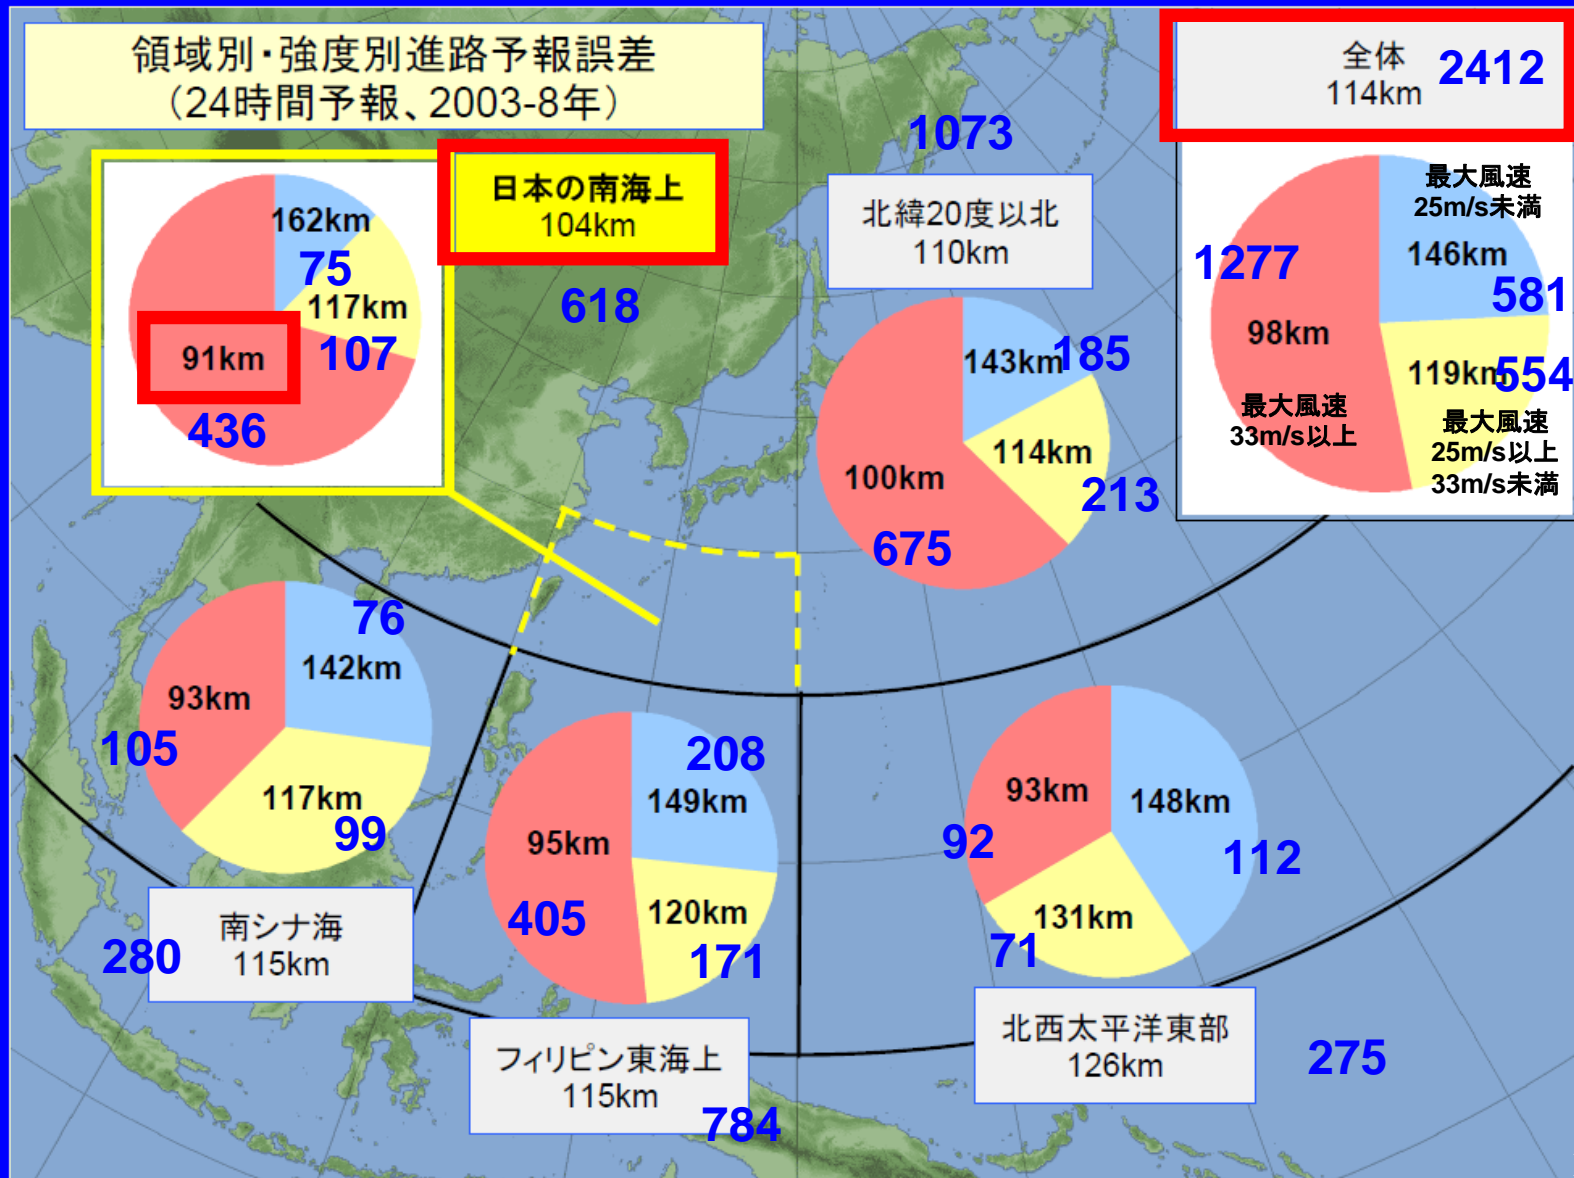 領域別・強度別進路予報誤差
（24時間予報、2003-8年）
全体
114km
2412
最大風速
25m/s未満
146km
581
1277
98km
119km
554
最大風速
33m/s以上
最大風速
25m/s以上
33m/s未満
日本の南海上
104km
618
162km
75
117km
107
91km
436
1073
北緯20度以北
110km
143km
185
114km
213
100km
675
76
142km
93km
105
117km
99
280
南シナ海
115km
208
149km
95km
405
120km
171
フィリピン東海上
115km
784
93km
148km
92
112
131km
71
北西太平洋東部
126km
275